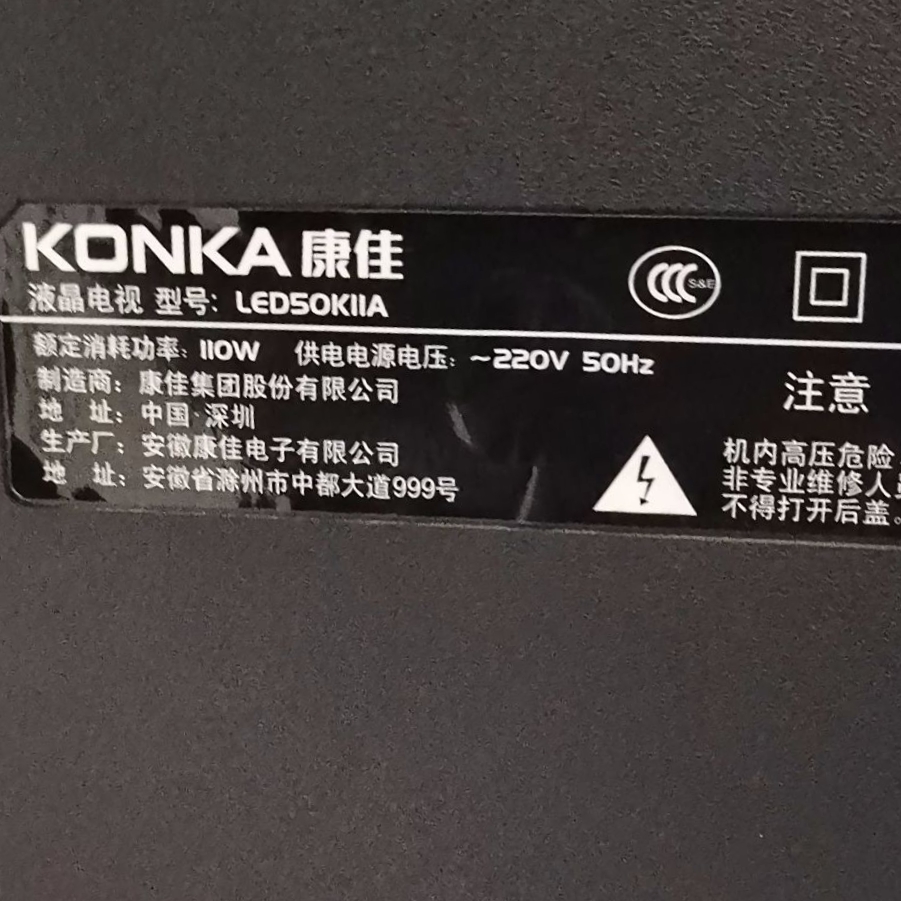 KONKA 康佳
液晶电视 型号: LED50K11A
CCC S&E
额定消耗功率: 110W 供电电源电压: ~220V 50Hz
制造商: 康佳集团股份有限公司
地 址: 中国·深圳
生产厂: 安徽康佳电子有限公司
地 址: 安徽省滁州市中都大道999号
注意
机内高压危险
非专业维修人员
不得打开后盖。